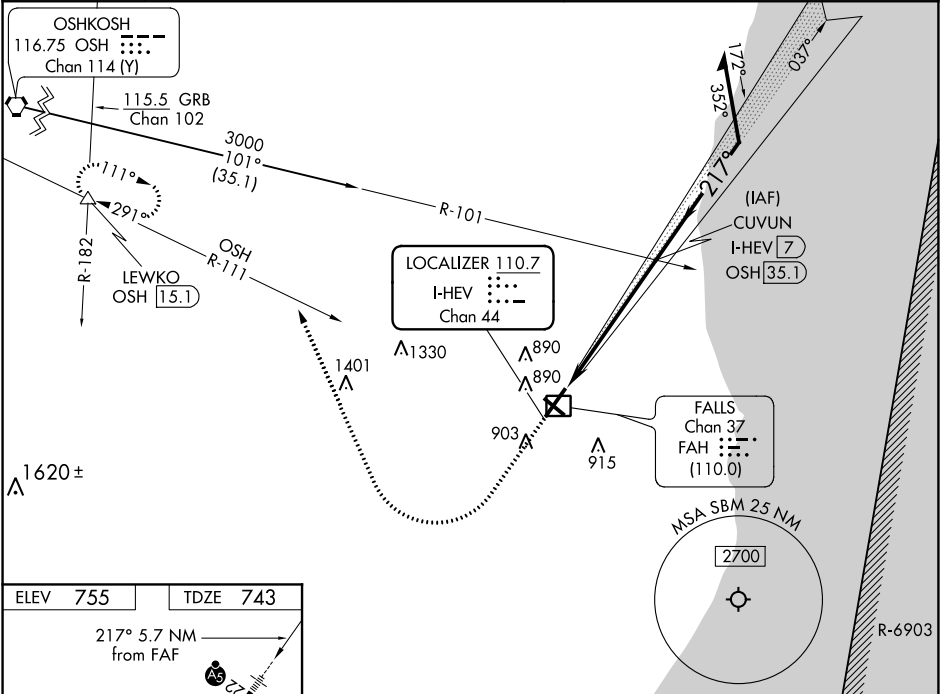 OSHKOSH
116.75 OSH
Chan 114 (Y)
115.5 GRB
Chan 102
3000
101°
(35.1)
R-101
111°
291°
R-182
OSH
R-111
LEWKO
OSH 15.1
LOCALIZER 110.7
I-HEV
Chan 44
172°
352°
037°
217°
(IAF)
CUVUN
I-HEV 7
OSH 35.1
1401
1330
890
890
903
915
1620 ±
FALLS
Chan 37
FAH
(110.0)
MSA SBM 25 NM
2700
R-6903
ELEV 755
TDZE 743
217° 5.7 NM
from FAF
A5
22